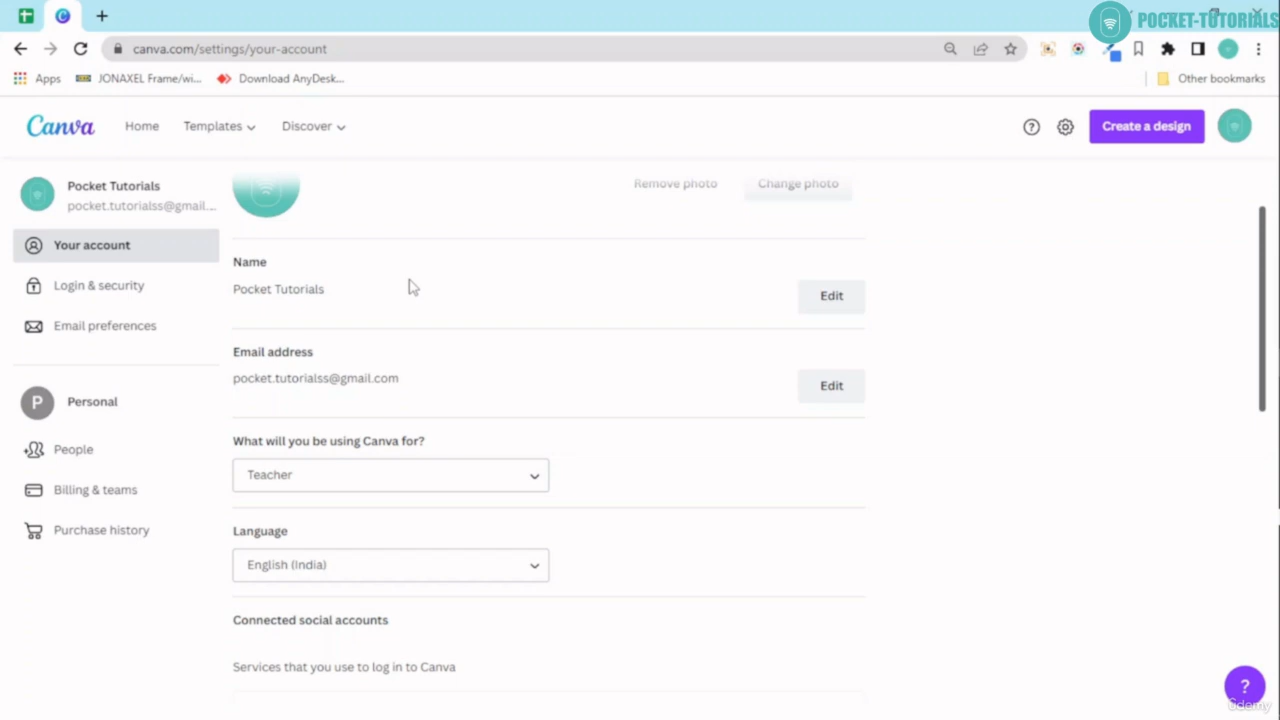 POCKET-TUTORIALS
canva.com/settings/your-account
Apps
JONAXEL Frame/wi...
Download AnyDesk...
Other bookmarks
Canva
Home
Templates
Discover
Create a design
Pocket Tutorials
pocket.tutorialss@gmail....
Remove photo
Change photo
Your account
Login & security
Email preferences
Name
Pocket Tutorials
Edit
Email address
pocket.tutorialss@gmail.com
Edit
P
Personal
People
Billing & teams
Purchase history
What will you be using Canva for?
Teacher
Language
English (India)
Connected social accounts
Services that you use to log in to Canva
?
Udemy